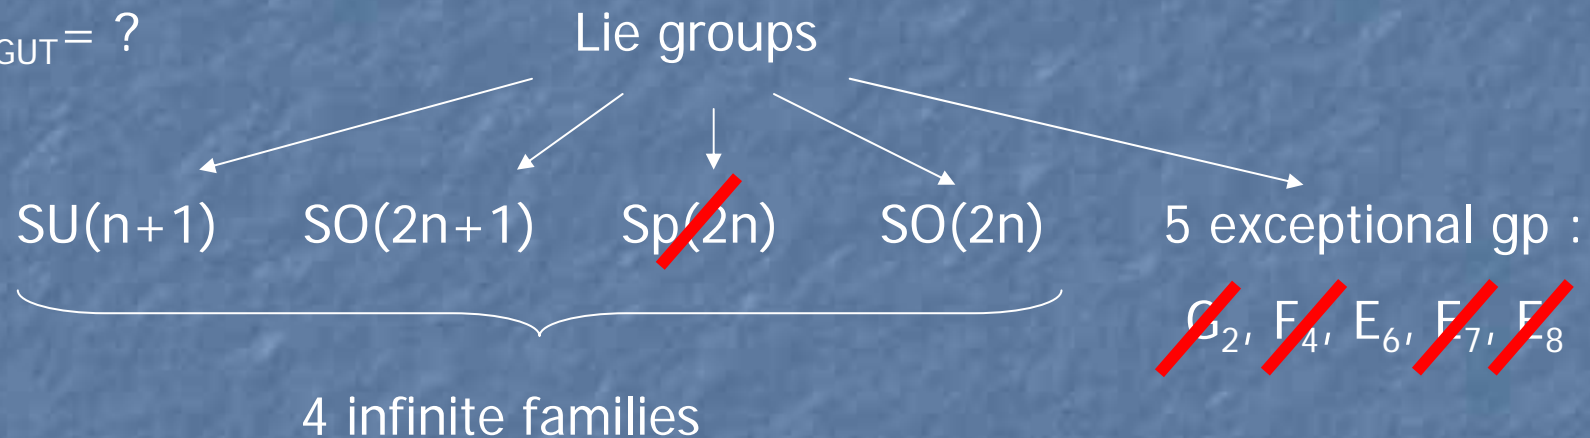 GUT = ?
Lie groups
SU(n+1) SO(2n+1) Sp(2n) SO(2n) 5 exceptional gp :
G2, F4, E6, E7, E8
4 infinite families